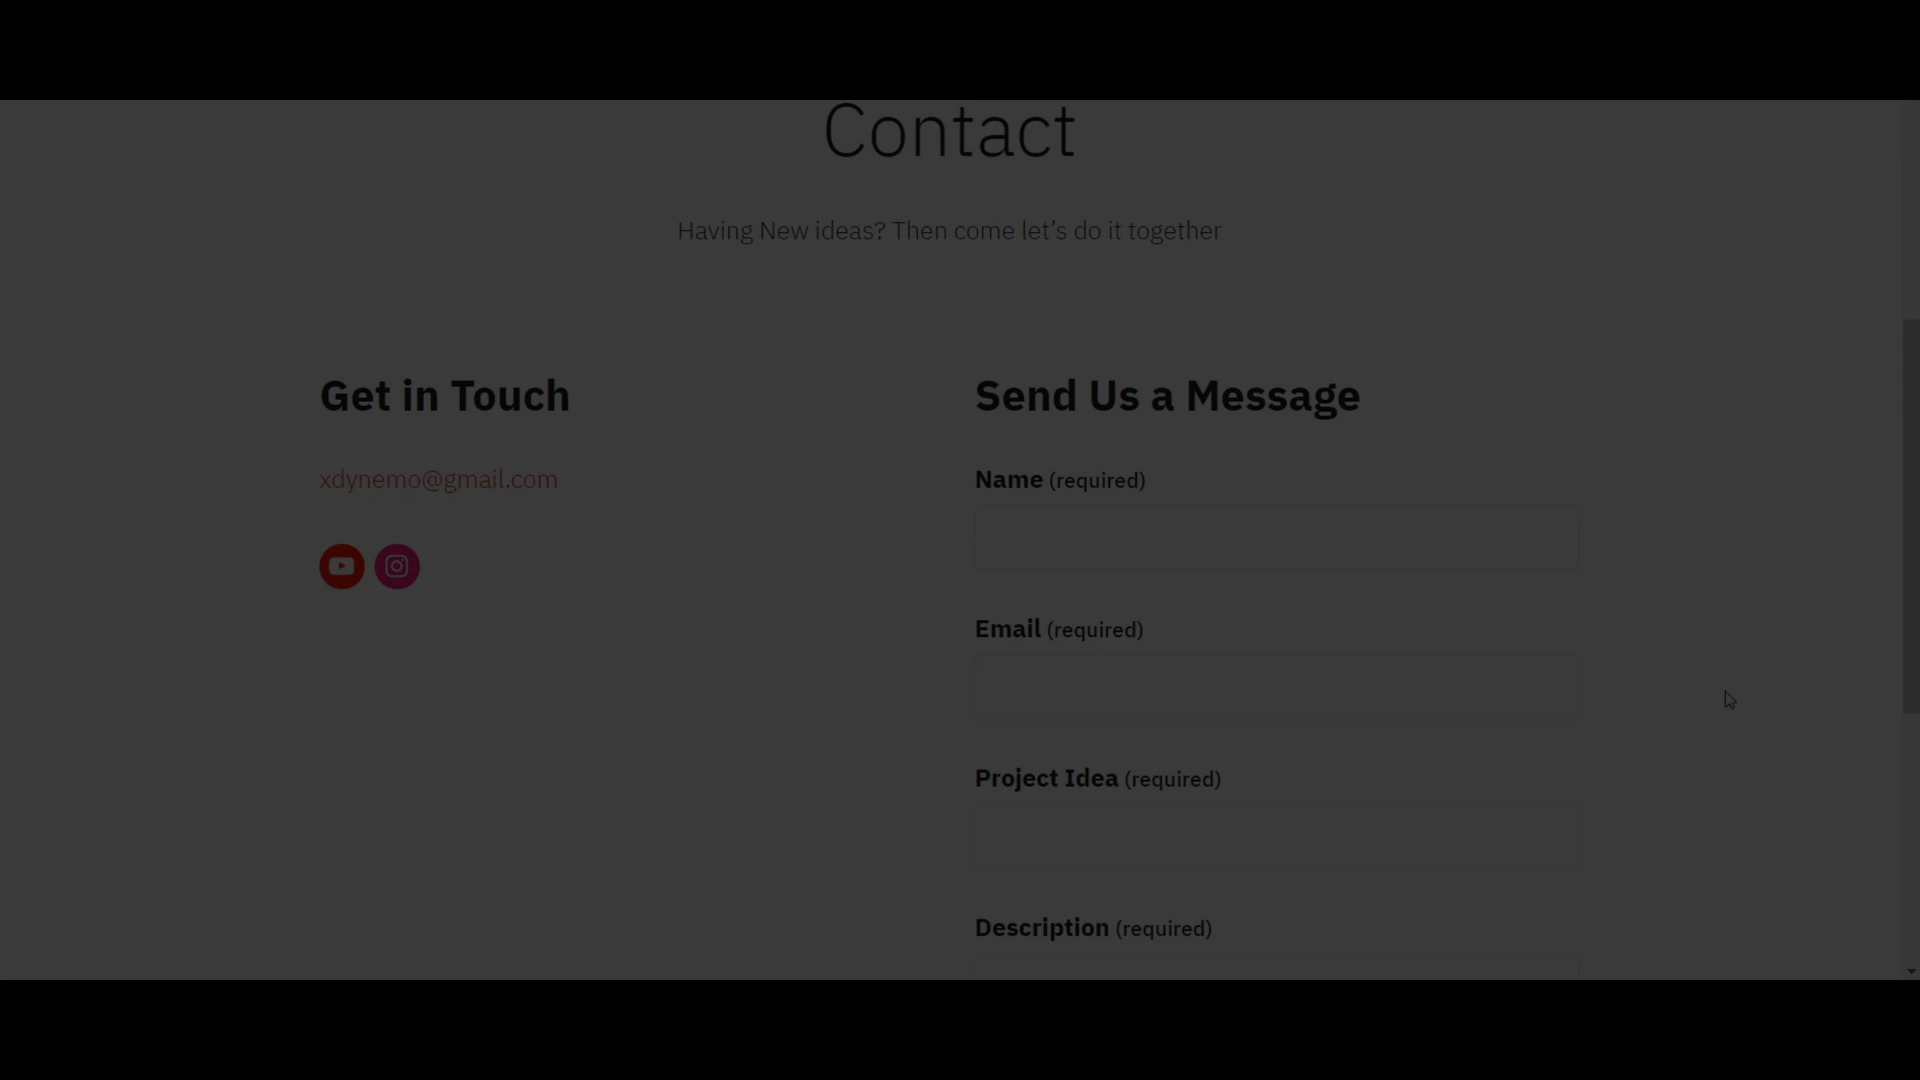 Contact
Having New ideas? Then come let’s do it together
Get in Touch
xdynemo@gmail.com
Send Us a Message
Name (required)
Email (required)
Project Idea (required)
Description (required)